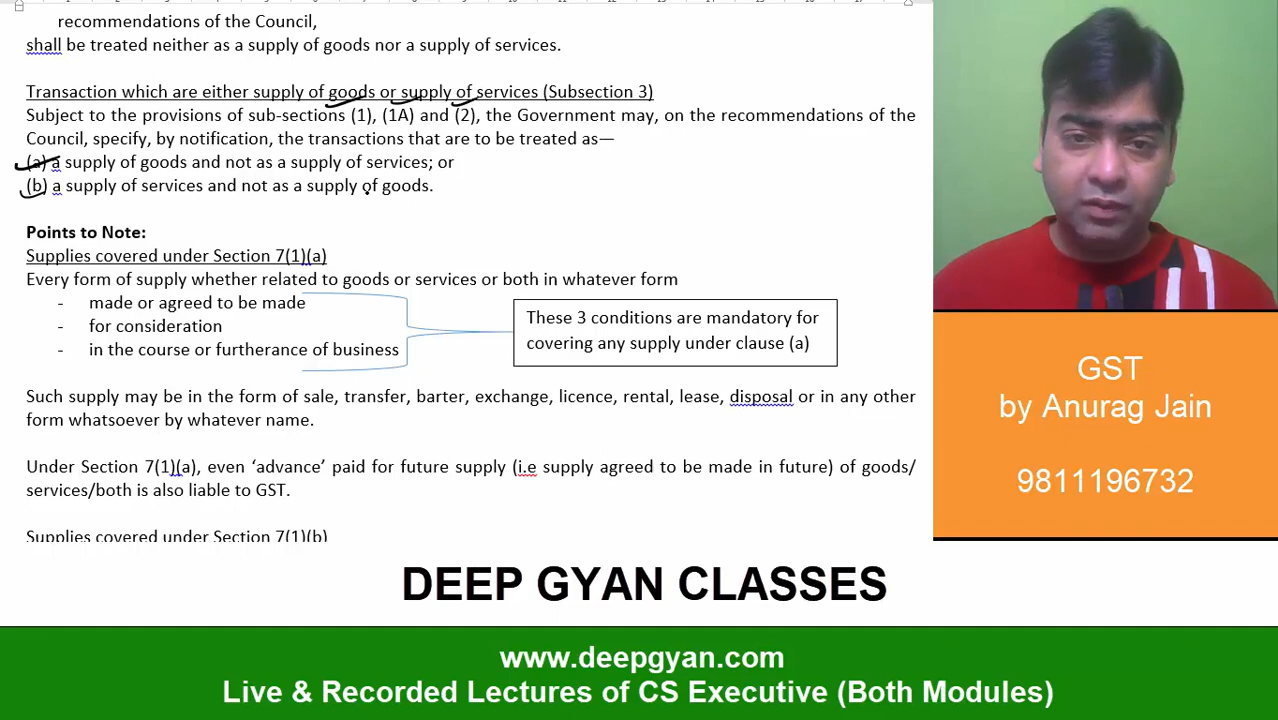 recommendations of the Council,
shall be treated neither as a supply of goods nor a supply of services.
Transaction which are either supply of goods or supply of services (Subsection 3)
Subject to the provisions of sub-sections (1), (1A) and (2), the Government may, on the recommendations of the
Council, specify, by notification, the transactions that are to be treated as—
(a) a supply of goods and not as a supply of services; or
(b) a supply of services and not as a supply of goods.
Points to Note:
Supplies covered under Section 7(1)(a)
Every form of supply whether related to goods or services or both in whatever form
- made or agreed to be made
- for consideration
- in the course or furtherance of business
These 3 conditions are mandatory for
covering any supply under clause (a)
Such supply may be in the form of sale, transfer, barter, exchange, licence, rental, lease, disposal or in any other
form whatsoever by whatever name.
Under Section 7(1)(a), even ‘advance’ paid for future supply (i.e supply agreed to be made in future) of goods/
services/both is also liable to GST.
Supplies covered under Section 7(1)(b)
GST
by Anurag Jain
9811196732
DEEP GYAN CLASSES
www.deepgyan.com
Live & Recorded Lectures of CS Executive (Both Modules)